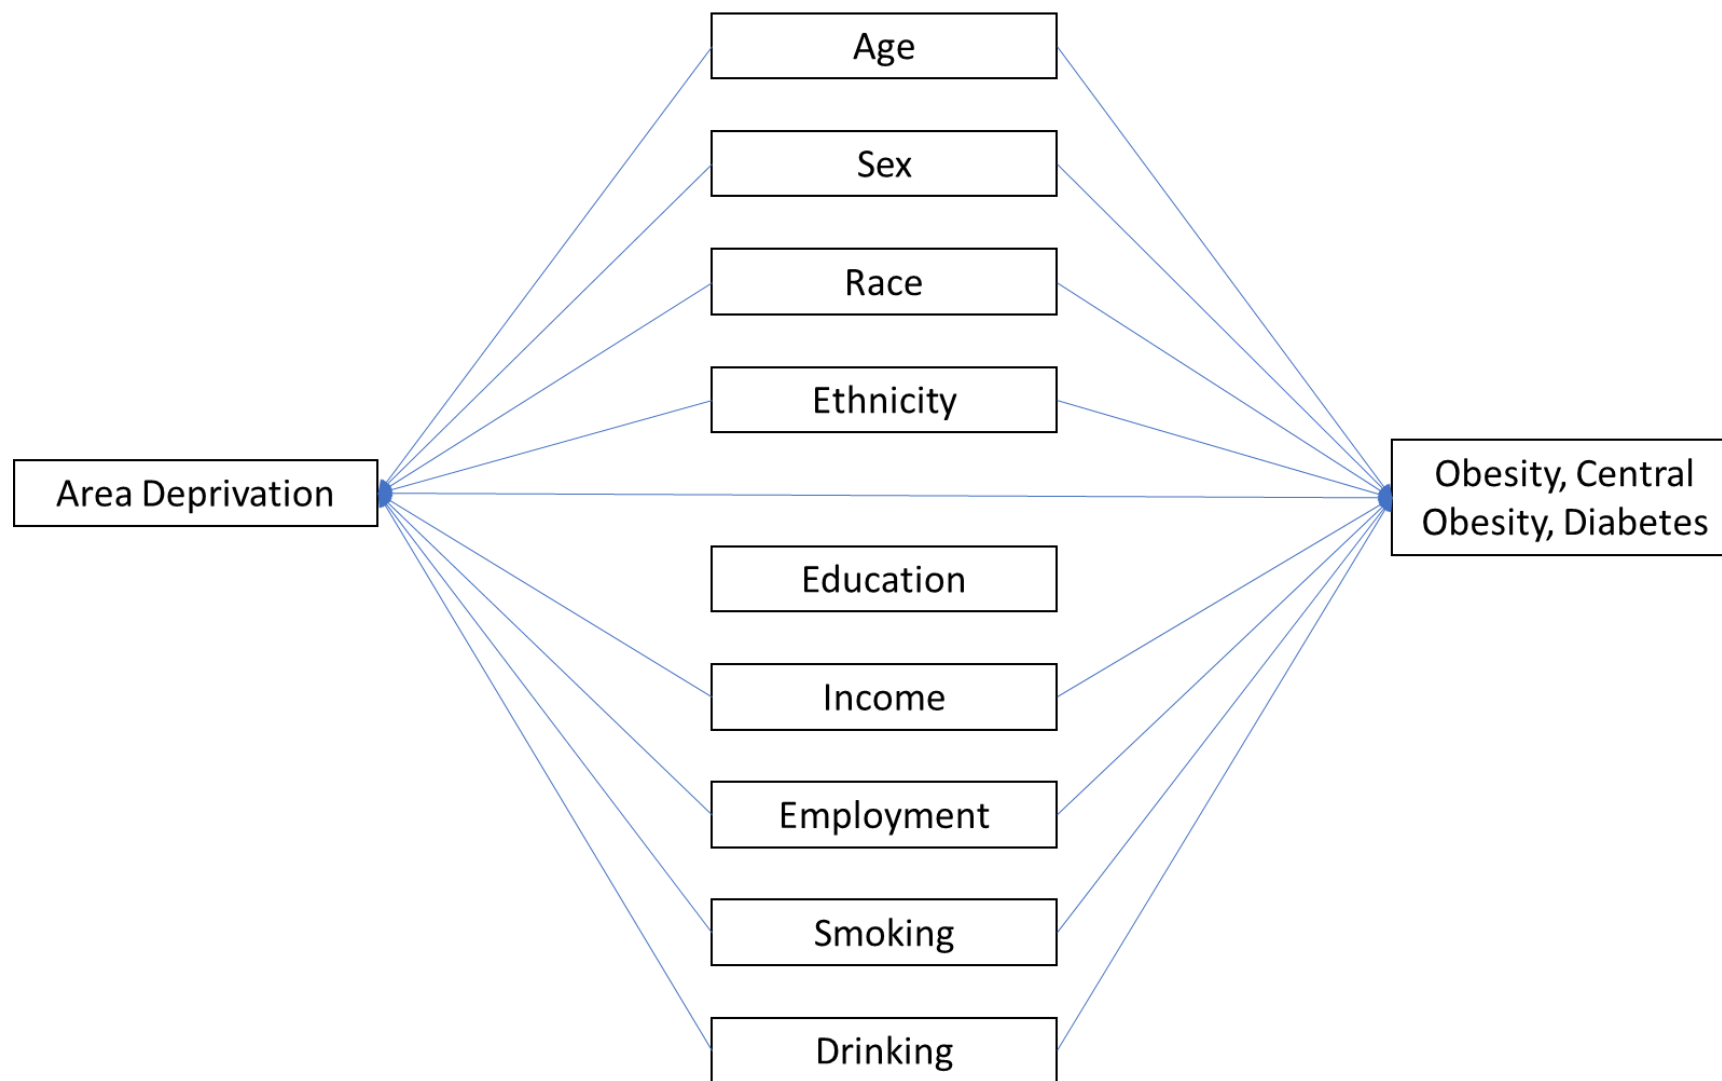 Age
Sex
Race
Ethnicity
Area Deprivation
Obesity, Central
Obesity, Diabetes
Education
Income
Employment
Smoking
Drinking